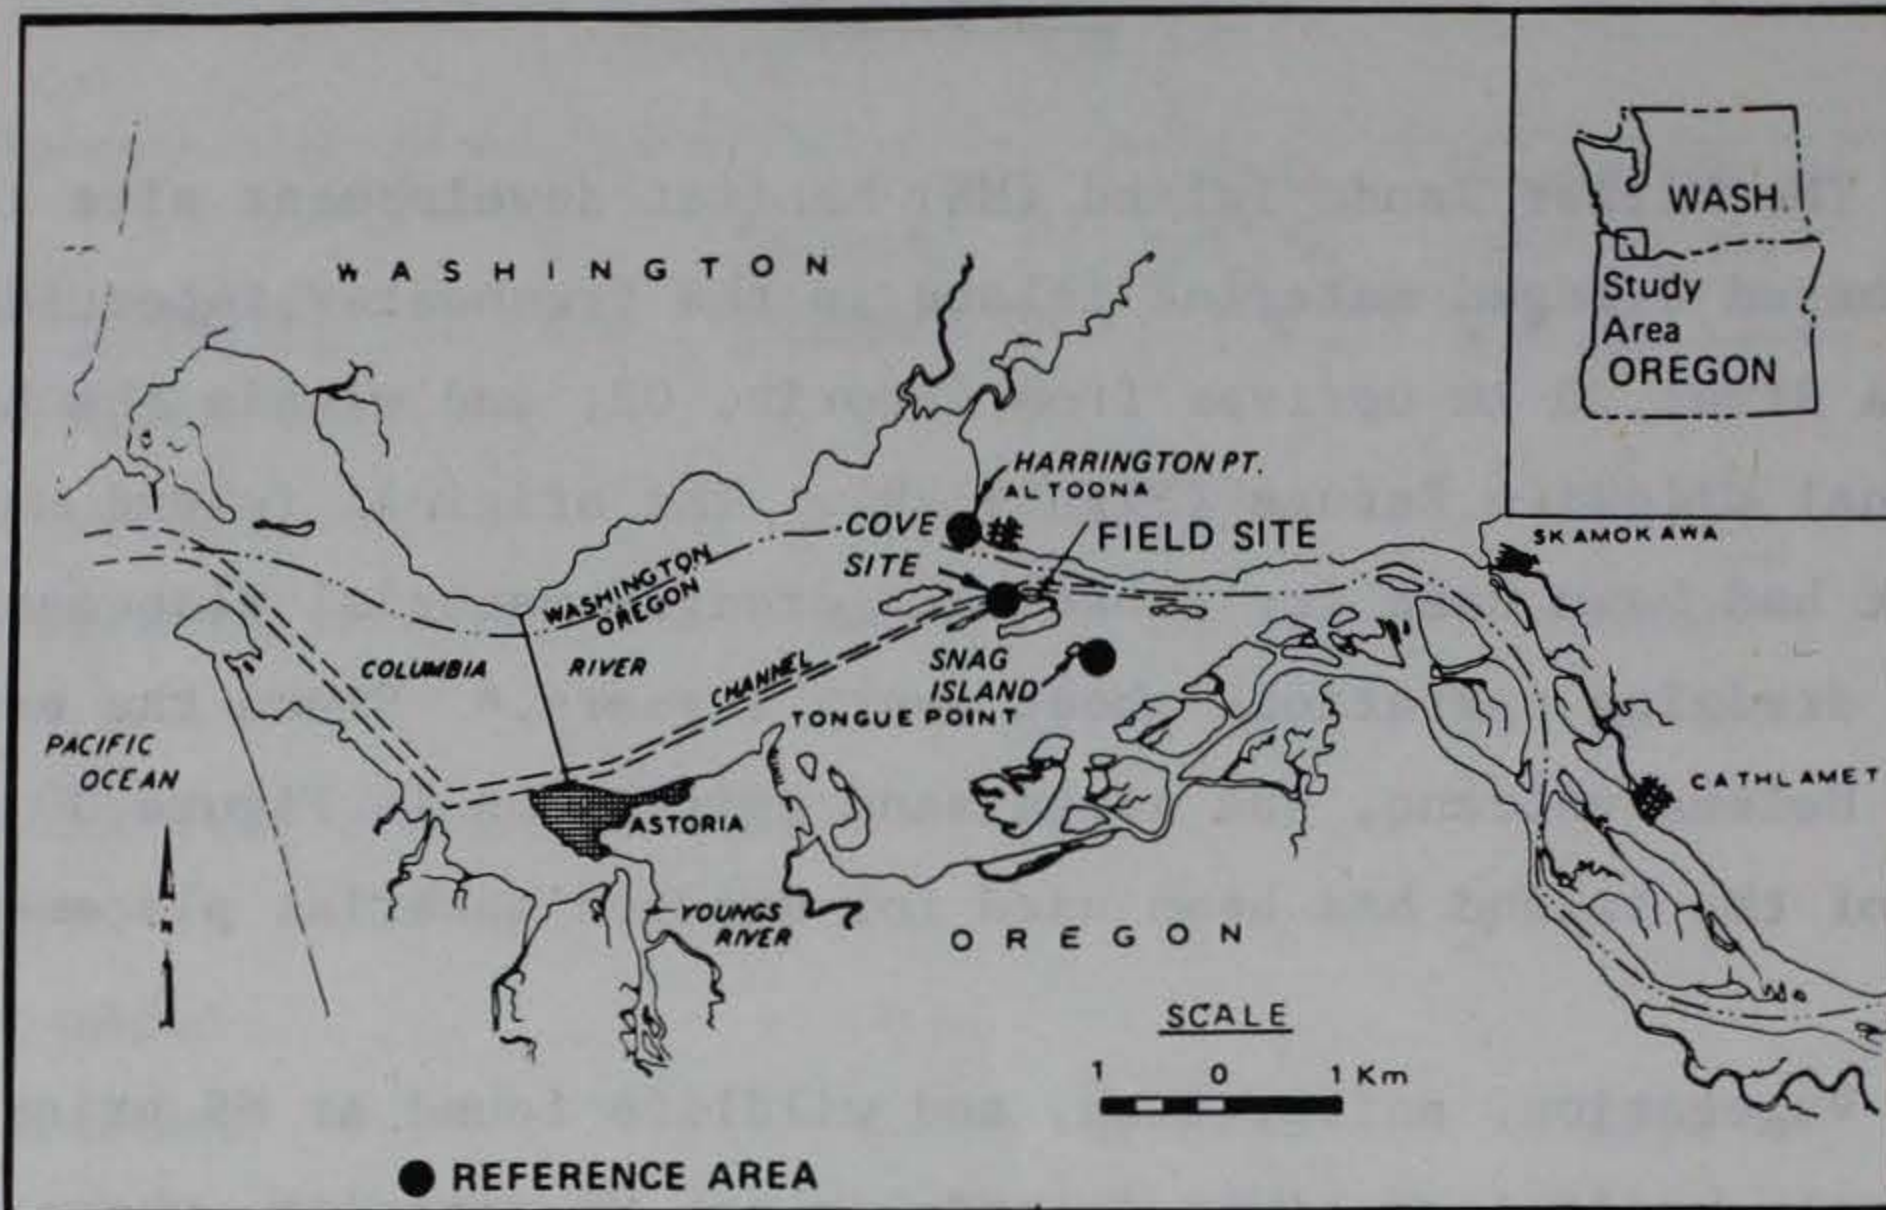 WASHINGTON
WASH.
Study
Area
OREGON
HARRINGTON PT.
ALTOONA
COVE
SITE
FIELD SITE
SKAMOKAWA
WASHINGTON
OREGON
COLUMBIA RIVER
CHANNEL
SNAG
ISLAND
TONGUE POINT
PACIFIC
OCEAN
CATHLAMET
ASTORIA
YOUNGS
RIVER
N
OREGON
SCALE
1 0 1 Km
REFERENCE AREA